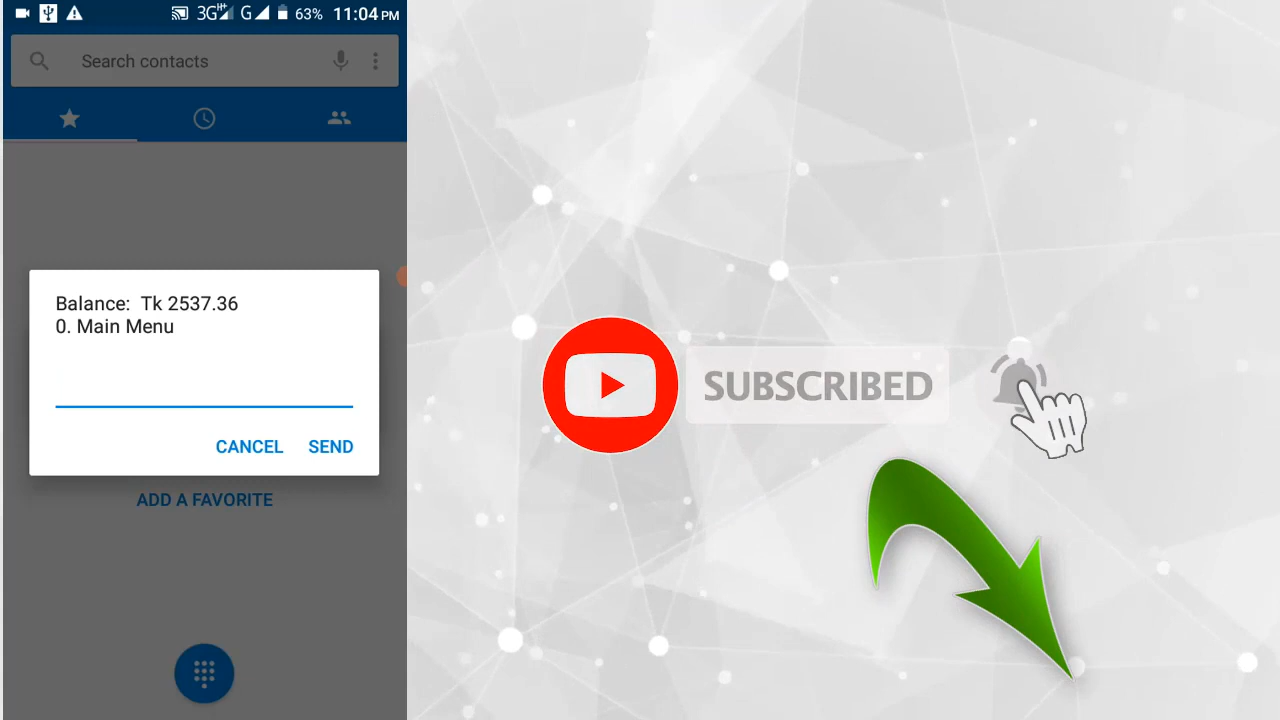 3G H+ G 63% 11:04 PM
Search contacts
Balance: Tk 2537.36
0. Main Menu
CANCEL SEND
ADD A FAVORITE
SUBSCRIBED